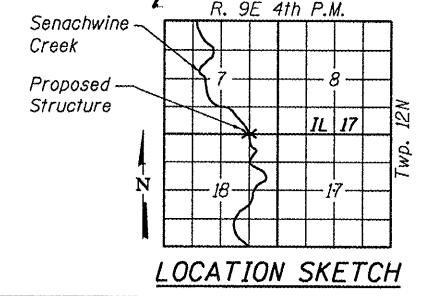 R. 9E 4th P.M.
Senachwine
Creek
7
8
Proposed
Structure
IL 17
Twp. 12N
N
18
17
LOCATION SKETCH